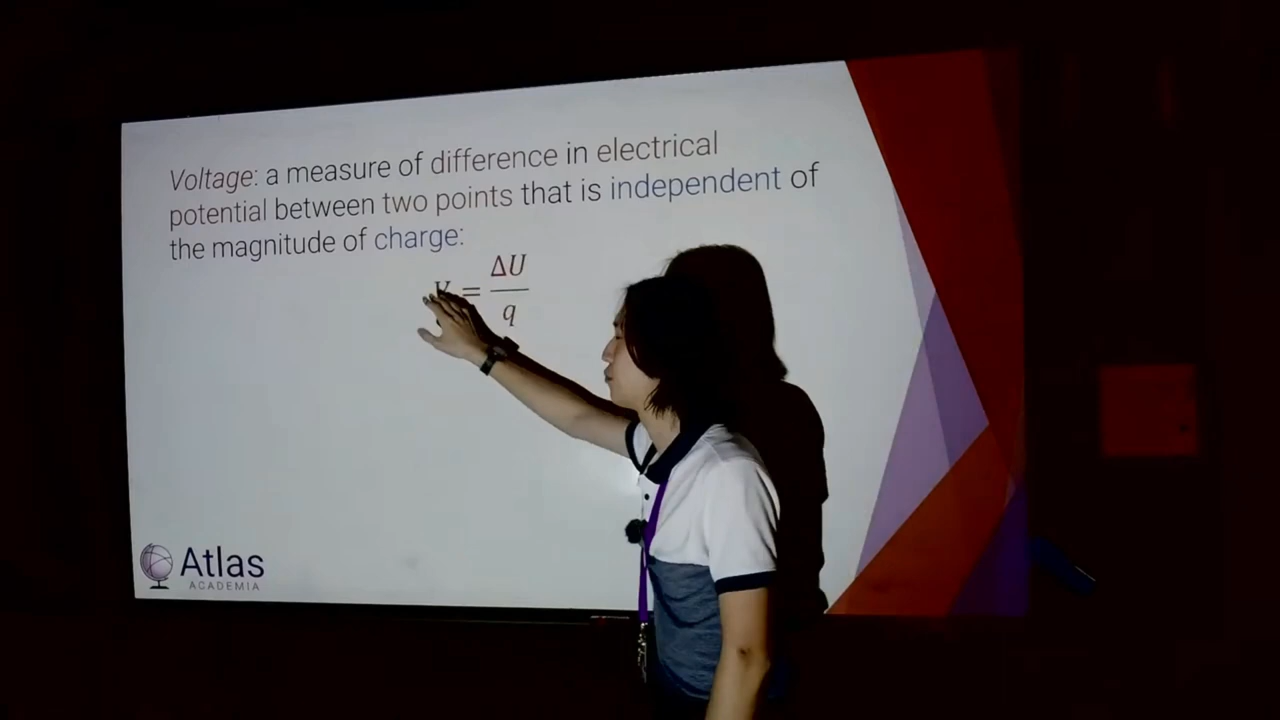 Voltage: a measure of difference in electrical
potential between two points that is independent of
the magnitude of charge:
V = ΔU/q
Atlas
ACADEMIA